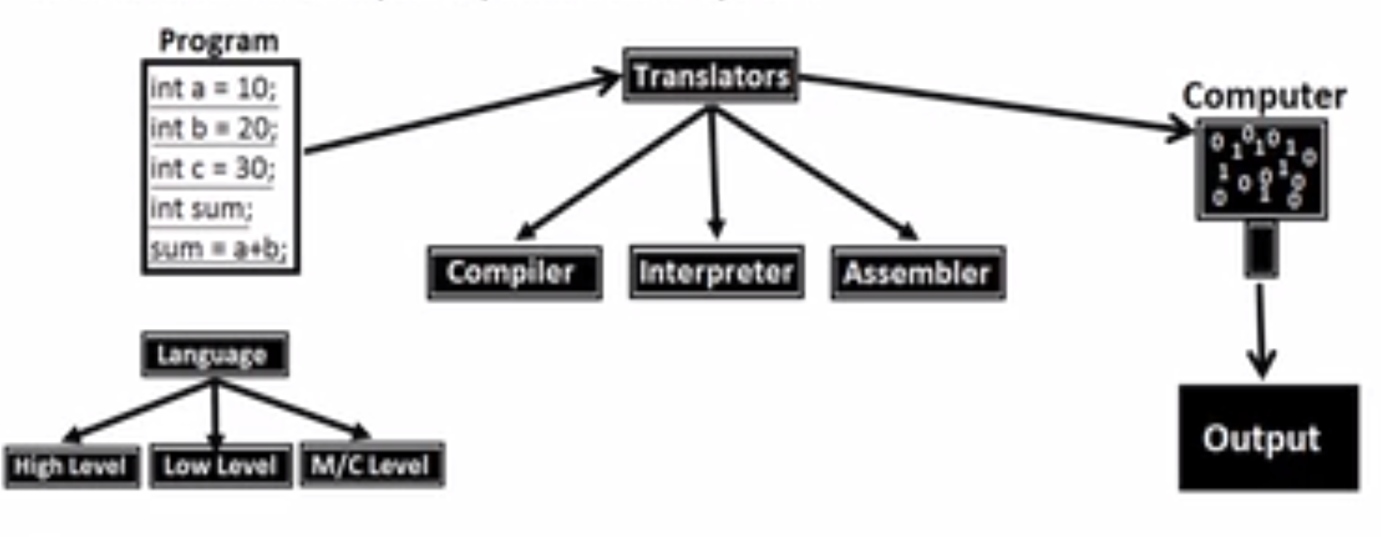 Program
int a = 10;
int b = 20;
int c = 30;
int sum;
sum = a+b;
Translators
Compiler
Interpreter
Assembler
Computer
0 0 0
1 1 1 0
1 0 0 1
0 1 0 0
Output
Language
High Level
Low Level
M/C Level